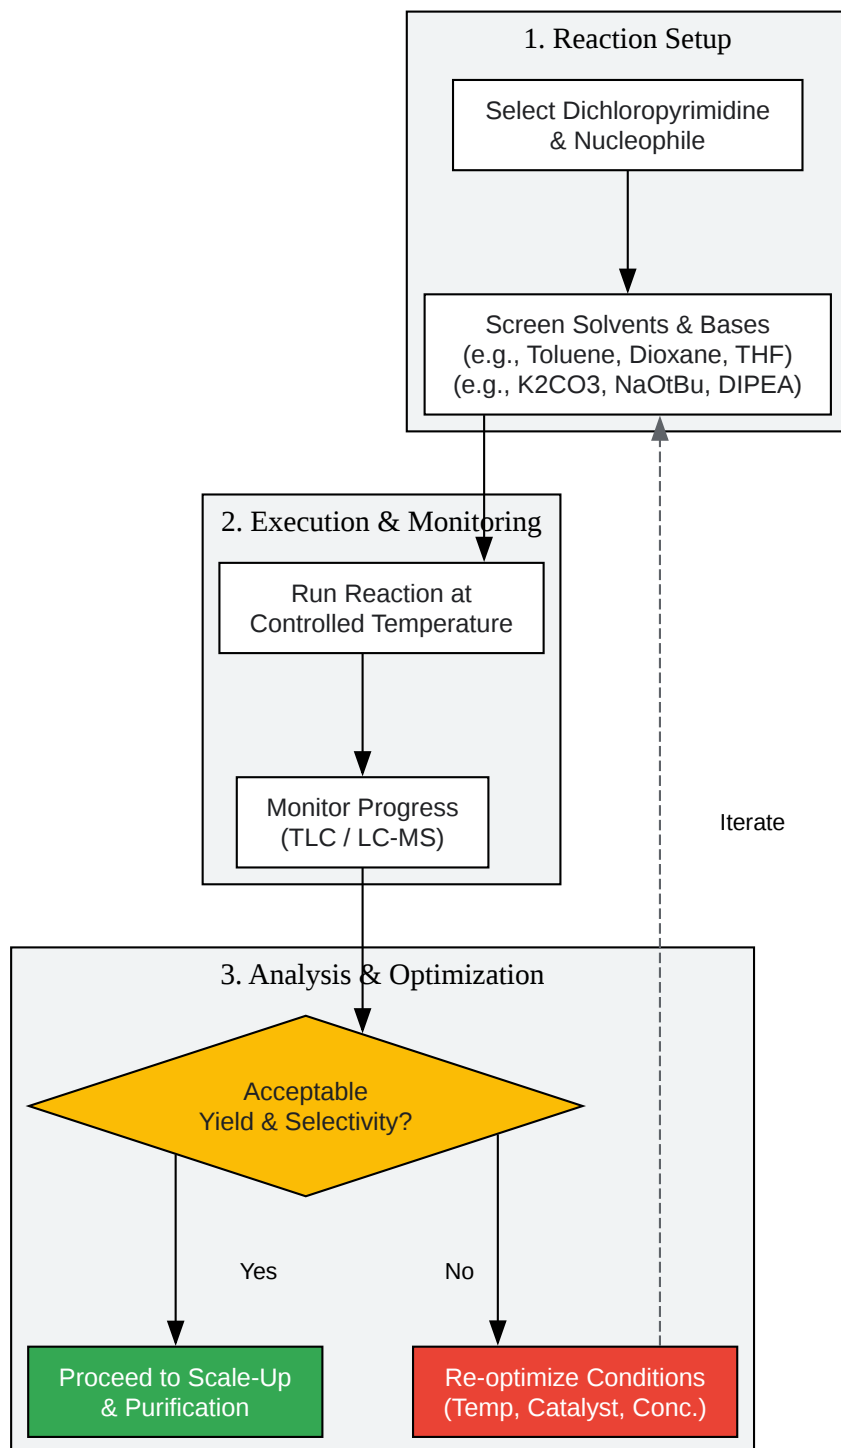 1. Reaction Setup
Select Dichloropyrimidine
& Nucleophile
Screen Solvents & Bases
(e.g., Toluene, Dioxane, THF)
(e.g., K2CO3, NaOtBu, DIPEA)
2. Execution & Monitoring
Run Reaction at
Controlled Temperature
Monitor Progress
(TLC / LC-MS)
Iterate
3. Analysis & Optimization
Acceptable
Yield & Selectivity?
Yes
No
Proceed to Scale-Up
& Purification
Re-optimize Conditions
(Temp, Catalyst, Conc.)